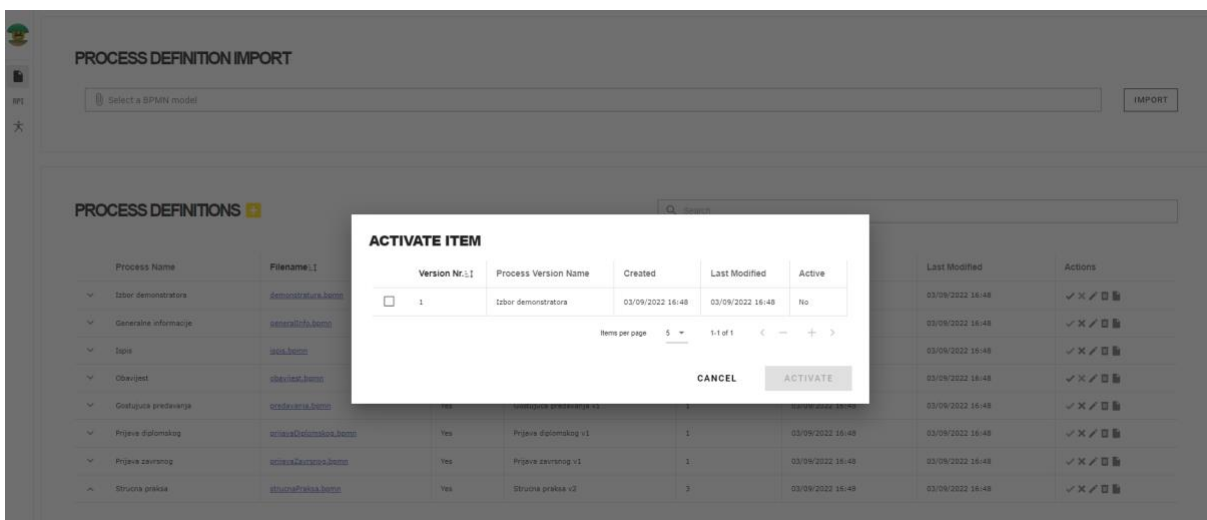 PROCESS DEFINITION IMPORT
Select a BPMN model
IMPORT
PROCESS DEFINITIONS +
Search
ACTIVATE ITEM
Version Nr. Process Version Name Created Last Modified Active
1 Izbor demonstratora 03/09/2022 16:48 03/09/2022 16:48 No
Items per page 5 1-1 of 1
CANCEL ACTIVATE
Process Name Filename Last Modified Actions
Izbor demonstratora demonstratura.bpmn 03/09/2022 16:48
Generalne informacije generalInfo.bpmn 03/09/2022 16:48
Ispis ispis.bpmn 03/09/2022 16:48
Obavijest obavijest.bpmn 03/09/2022 16:48
Gostujuce predavanja predavanja.bpmn Yes Gostujuce predavanja v1 1 03/09/2022 16:48 03/09/2022 16:48
Prijava diplomskog prijavaDiplomskog.bpmn Yes Prijava diplomskog v1 1 03/09/2022 16:48 03/09/2022 16:48
Prijava zavrsnog prijavaZavrsnog.bpmn Yes Prijava zavrsnog v1 1 03/09/2022 16:48 03/09/2022 16:48
Strucna praksa strucnaPraksa.bpmn Yes Strucna praksa v2 3 03/09/2022 16:48 03/09/2022 16:48